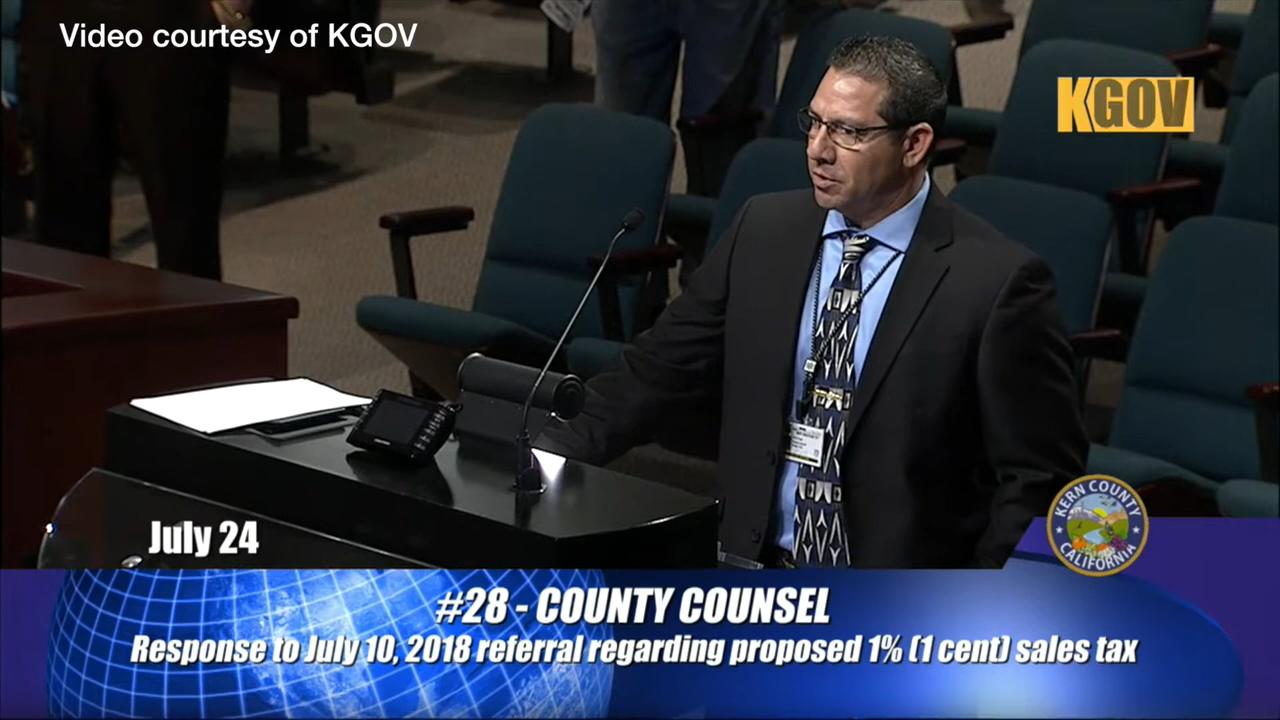 Video courtesy of KGOV
KGOV
July 24
KERN COUNTY
CALIFORNIA
#28 - COUNTY COUNSEL
Response to July 10, 2018 referral regarding proposed 1% (1 cent) sales tax